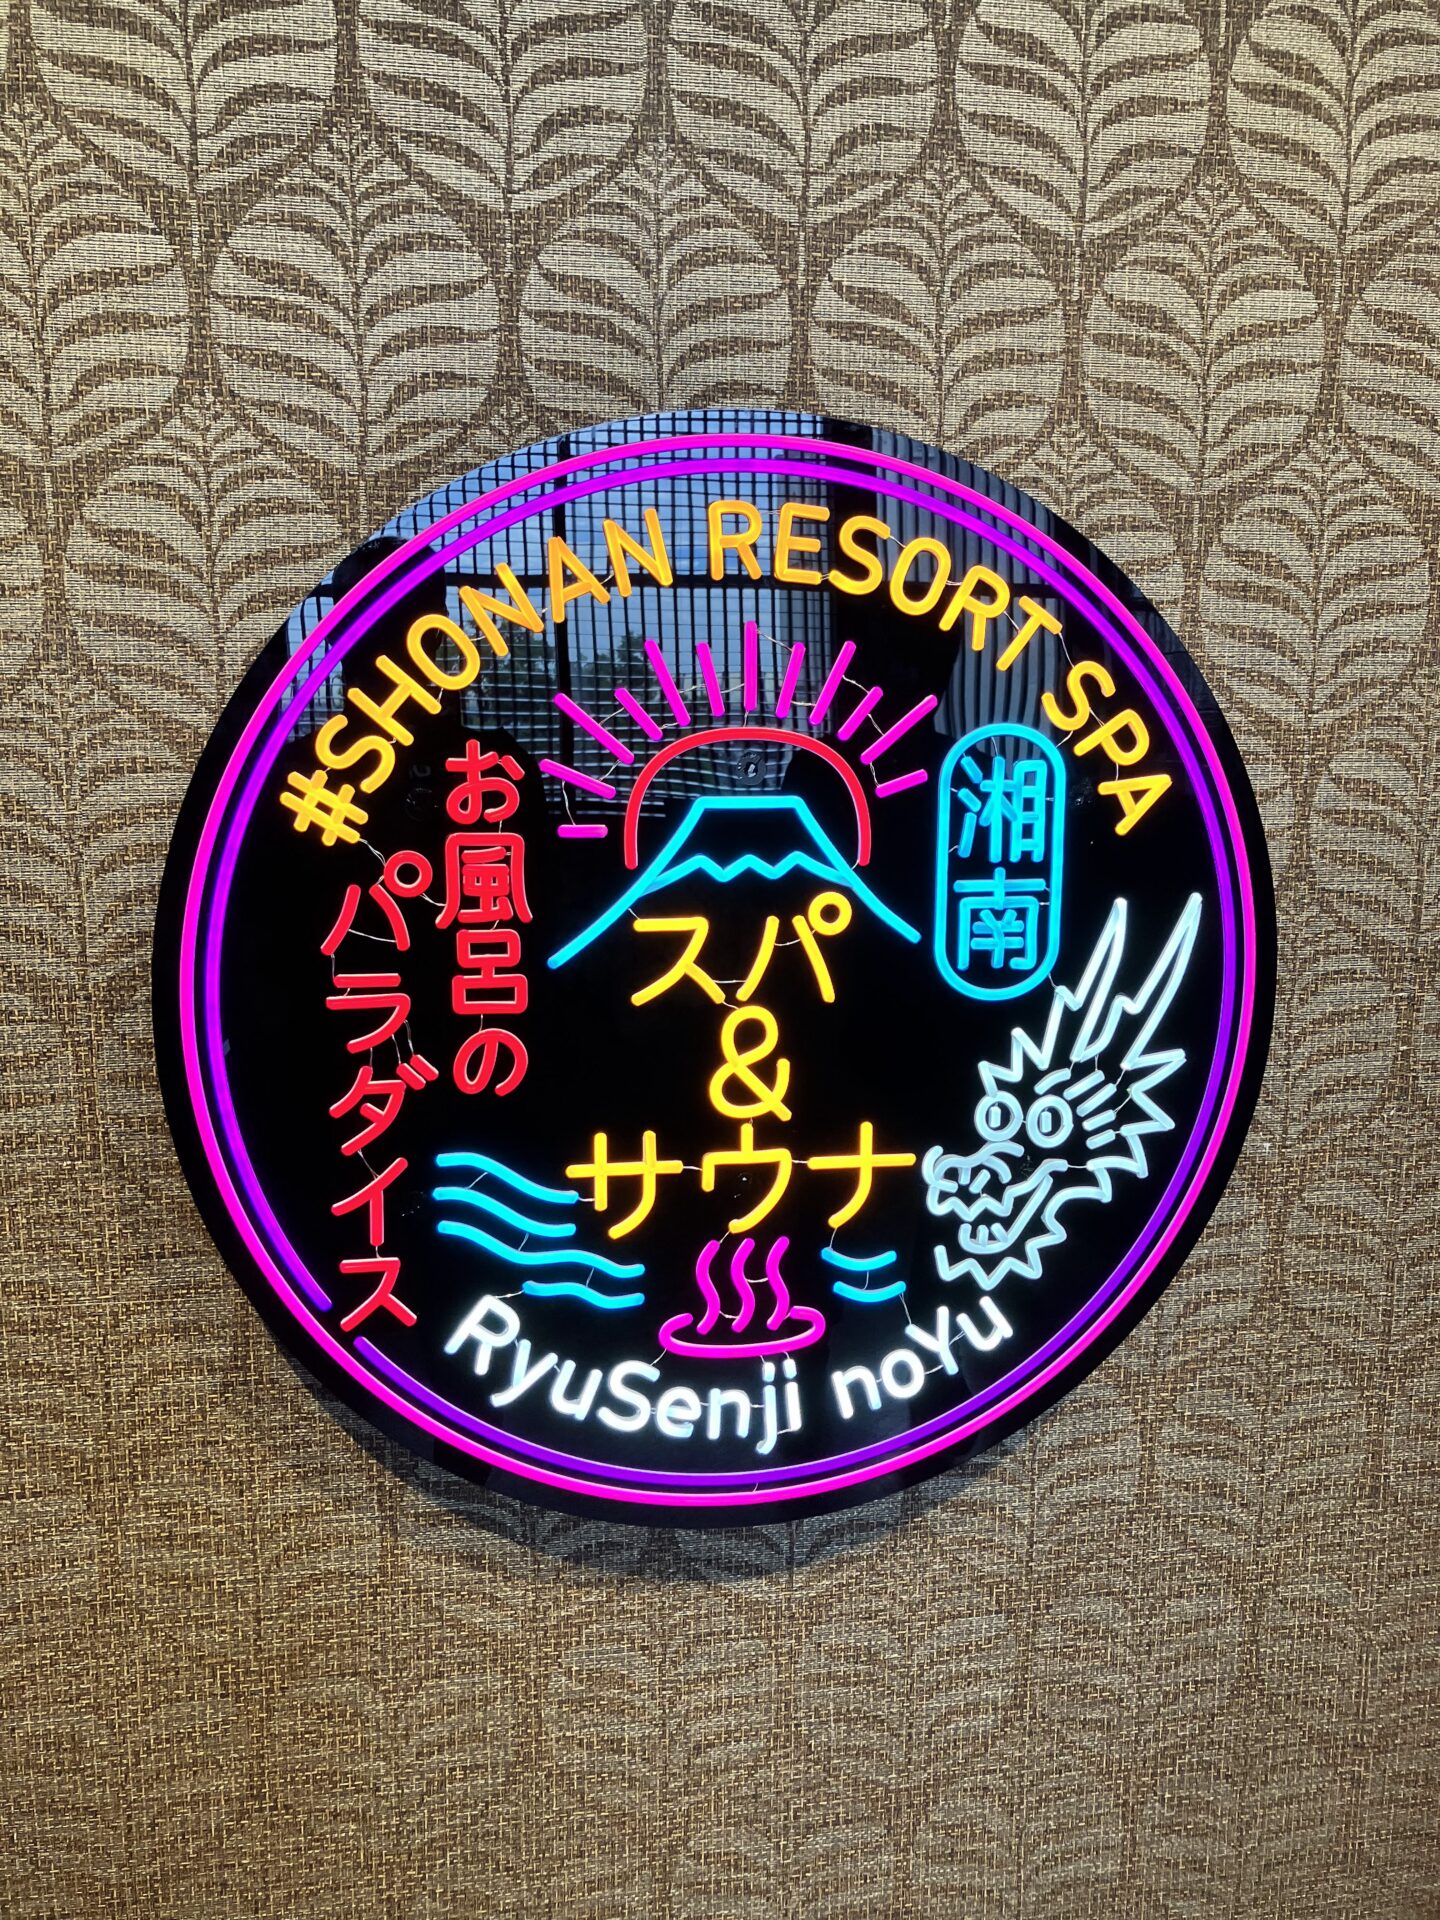 #SHONAN RESORT SPA
湘南
お風呂の
パラダイス
スパ
&
サウナ
RyuSenji noYu